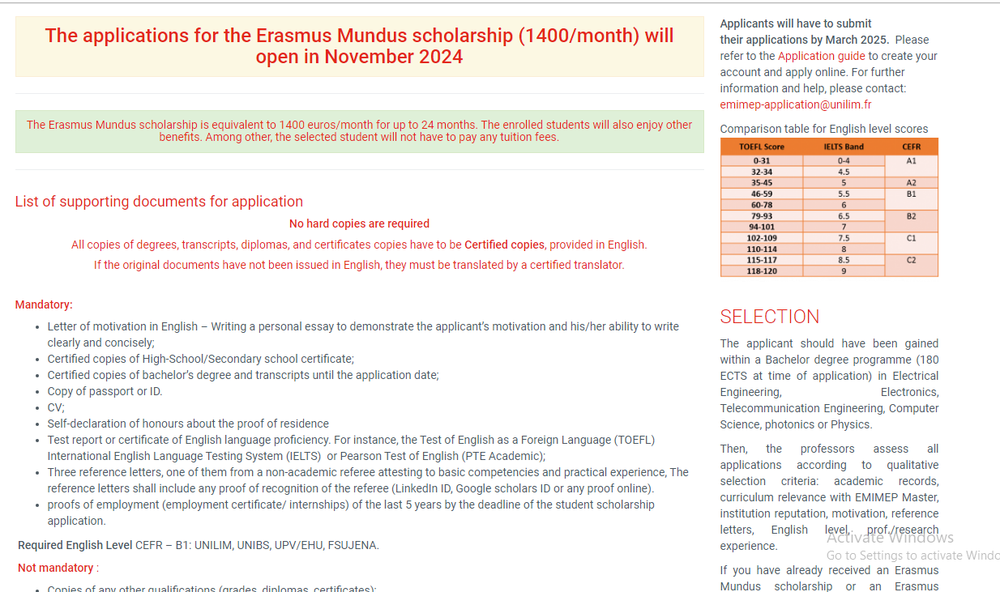 The applications for the Erasmus Mundus scholarship (1400/month) will
open in November 2024
The Erasmus Mundus scholarship is equivalent to 1400 euros/month for up to 24 months. The enrolled students will also enjoy other
benefits. Among other, the selected student will not have to pay any tuition fees.
List of supporting documents for application
No hard copies are required
All copies of degrees, transcripts, diplomas, and certificates copies have to be Certified copies, provided in English.
If the original documents have not been issued in English, they must be translated by a certified translator.
Mandatory:
• Letter of motivation in English – Writing a personal essay to demonstrate the applicant's motivation and his/her ability to write
clearly and concisely;
• Certified copies of High-School/Secondary school certificate;
• Certified copies of bachelor's degree and transcripts until the application date;
• Copy of passport or ID.
• CV;
• Self-declaration of honours about the proof of residence
• Test report or certificate of English language proficiency. For instance, the Test of English as a Foreign Language (TOEFL)
International English Language Testing System (IELTS) or Pearson Test of English (PTE Academic);
• Three reference letters, one of them from a non-academic referee attesting to basic competencies and practical experience, The
reference letters shall include any proof of recognition of the referee (LinkedIn ID, Google scholars ID or any proof online).
• proofs of employment (employment certificate/ internships) of the last 5 years by the deadline of the student scholarship
application.
Required English Level CEFR – B1: UNILIM, UNIBS, UPV/EHU, FSUJENA.
Not mandatory :
• Copies of any other qualifications (grades, diplomas, certificates);
Applicants will have to submit
their applications by March 2025. Please
refer to the Application guide to create your
account and apply online. For further
information and help, please contact:
emimep-application@unilim.fr
Comparison table for English level scores
TOEFL Score IELTS Band CEFR
0-31 0-4 A1
32-34 4.5
35-45 5 A2
46-59 5.5 B1
60-78 6
79-93 6.5 B2
94-101 7
102-109 7.5 C1
110-114 8
115-117 8.5 C2
118-120 9
SELECTION
The applicant should have been gained
within a Bachelor degree programme (180
ECTS at time of application) in Electrical
Engineering, Electronics,
Telecommunication Engineering, Computer
Science, photonics or Physics.
Then, the professors assess all
applications according to qualitative
selection criteria: academic records,
curriculum relevance with EMIMEP Master,
institution reputation, motivation, reference
letters, English level, prof./research
experience.
If you have already received an Erasmus
Mundus scholarship or an Erasmus
Activate Windows
Go to Settings to activate Windo